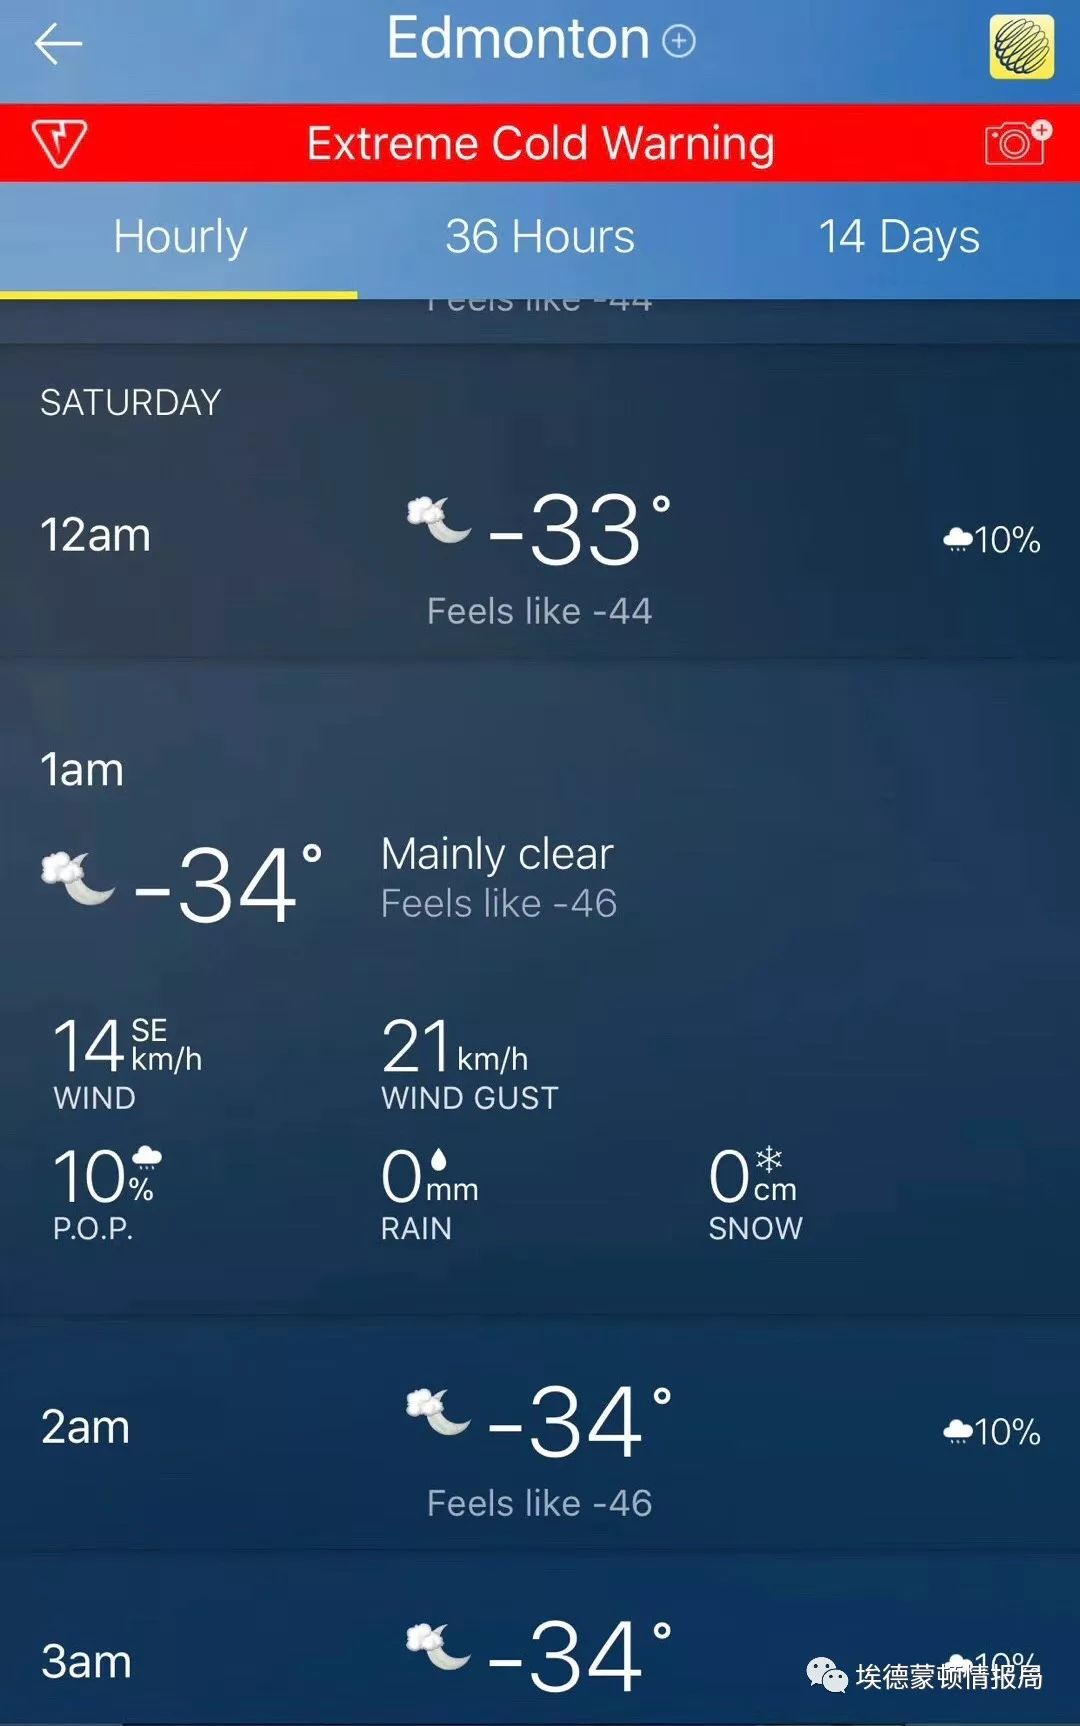 Edmonton
Extreme Cold Warning
Hourly 36 Hours 14 Days
Feels like -44
SATURDAY
12am -33° 10%
Feels like -44
1am
-34° Mainly clear
Feels like -46
14 SE km/h 21 km/h
WIND WIND GUST
10% 0 mm 0 cm
P.O.P. RAIN SNOW
2am -34° 10%
Feels like -46
3am -34° 10%
埃德蒙顿情报局